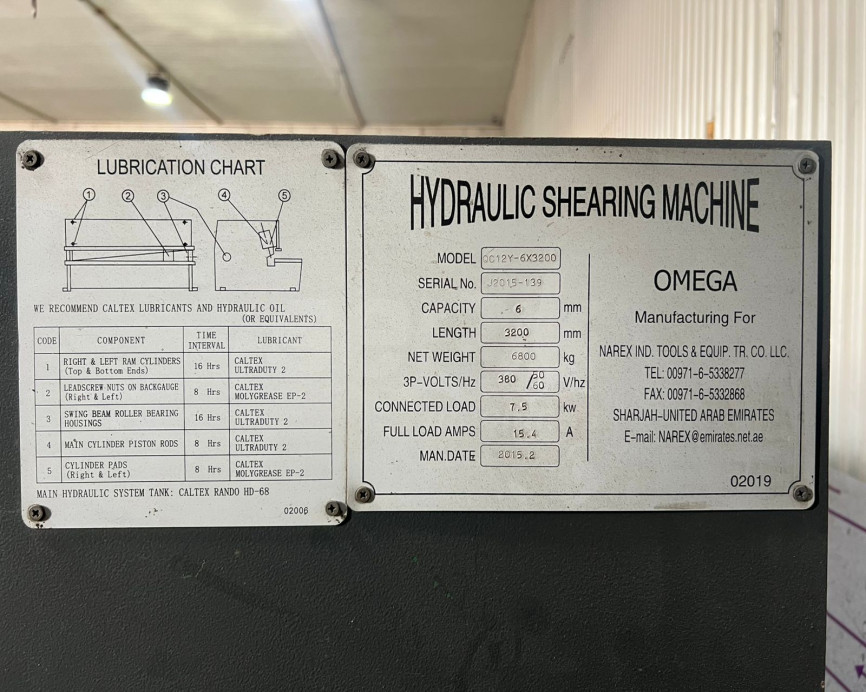 LUBRICATION CHART
1 2 3 4 5
WE RECOMMEND CALTEX LUBRICANTS AND HYDRAULIC OIL
(OR EQUIVALENTS)
CODE COMPONENT TIME INTERVAL LUBRICANT
1 RIGHT & LEFT RAM CYLINDERS (Top & Bottom Ends) 16 Hrs CALTEX ULTRADUTY 2
2 LEADSCREW NUTS ON BACKGAUGE (Right & Left) 8 Hrs CALTEX MOLYGREASE EP-2
3 SWING BEAM ROLLER BEARING HOUSINGS 16 Hrs CALTEX ULTRADUTY 2
4 MAIN CYLINDER PISTON RODS 8 Hrs CALTEX ULTRADUTY 2
5 CYLINDER PADS (Right & Left) 8 Hrs CALTEX MOLYGREASE EP-2
MAIN HYDRAULIC SYSTEM TANK: CALTEX RANDO HD-68
02006
HYDRAULIC SHEARING MACHINE
MODEL QC12Y-6X3200
SERIAL No. J2015-139
CAPACITY 6 mm
LENGTH 3200 mm
NET WEIGHT 6800 kg
3P-VOLTS/Hz 380 /50/60 V/hz
CONNECTED LOAD 7.5 kw
FULL LOAD AMPS 15.4 A
MAN.DATE 2015.2
OMEGA
Manufacturing For
NAREX IND. TOOLS & EQUIP. TR. CO. LLC.
TEL: 00971-6-5338277
FAX: 00971-6-5332868
SHARJAH-UNITED ARAB EMIRATES
E-mail: NAREX@emirates.net.ae
02019